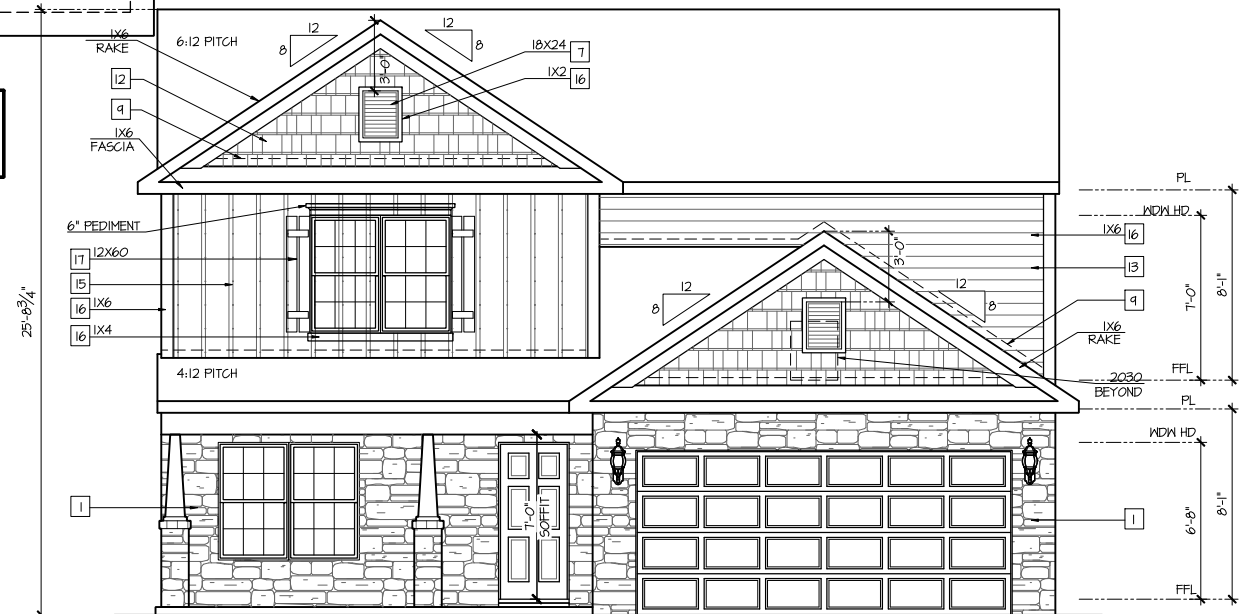 12
12
1X6
RAKE
6:12 PITCH
8
8
18X24
7
3'-0"
12
1X2
16
9
1X6
FASCIA
PL
WDW HD
6" PEDIMENT
1X6
16
17
12X60
3'-0"
13
15
12
12
9
16
1X6
8
8
7'-0"
8'-1"
25'-8 3/4"
16
1X4
1X6
RAKE
4:12 PITCH
FFL
2030
BEYOND
PL
WDW HD
1
7'-0"
SOFFIT
1
6'-8"
8'-1"
FFL